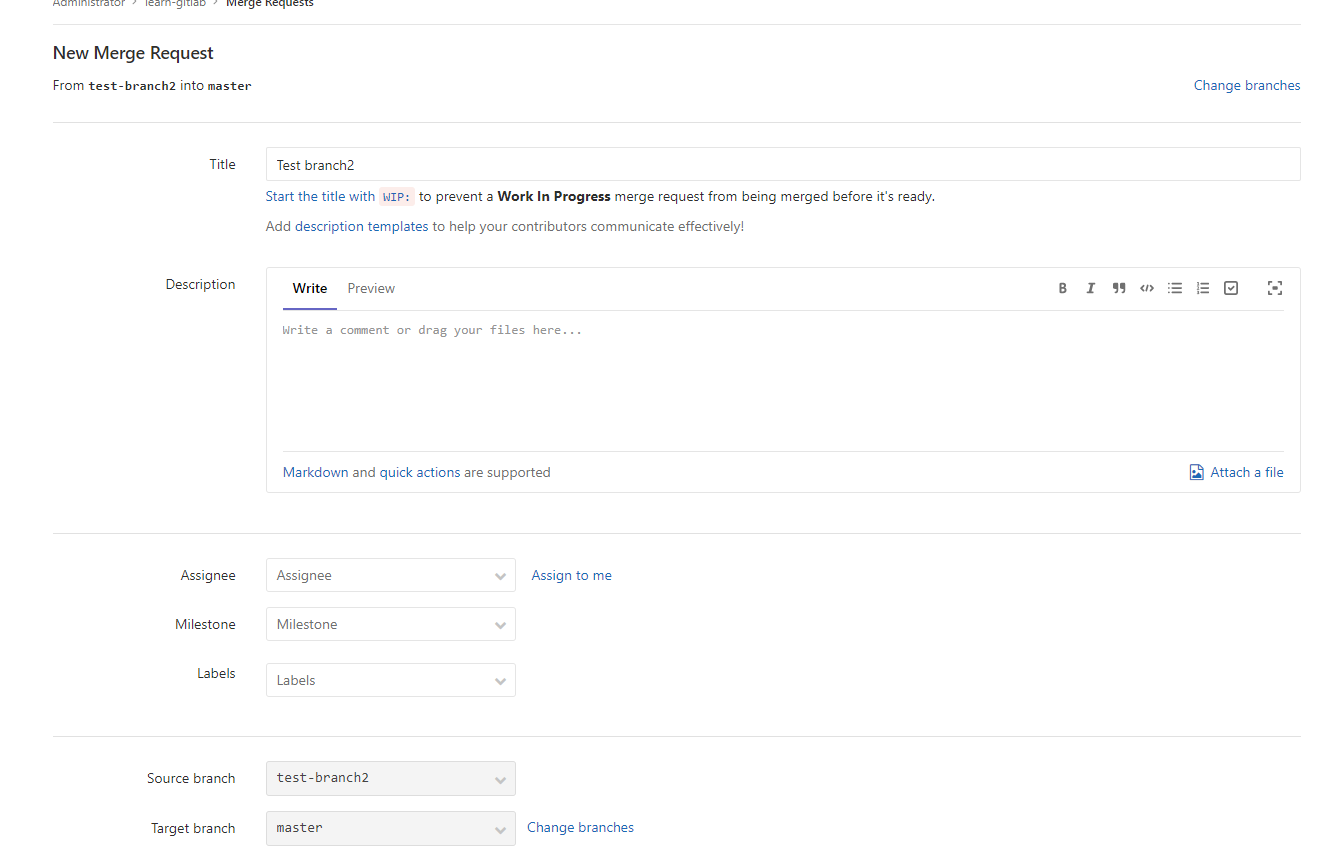 Administrator > learn-gitlab > Merge Requests
New Merge Request
From test-branch2 into master
Change branches
Title
Test branch2
Start the title with WIP: to prevent a Work In Progress merge request from being merged before it's ready.
Add description templates to help your contributors communicate effectively!
Description
Write Preview
Write a comment or drag your files here...
Markdown and quick actions are supported
Attach a file
Assignee
Assignee
Assign to me
Milestone
Milestone
Labels
Labels
Source branch
test-branch2
Target branch
master
Change branches